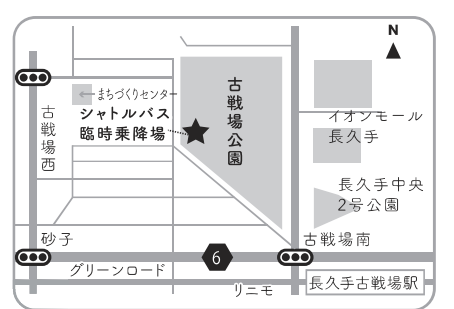 N
まちづくりセンター
シャトルバス
臨時乗降場
古戦場公園
古戦場西
イオンモール
長久手
長久手中央
2号公園
砂子
古戦場南
6
グリーンロード
リニモ
長久手古戦場駅